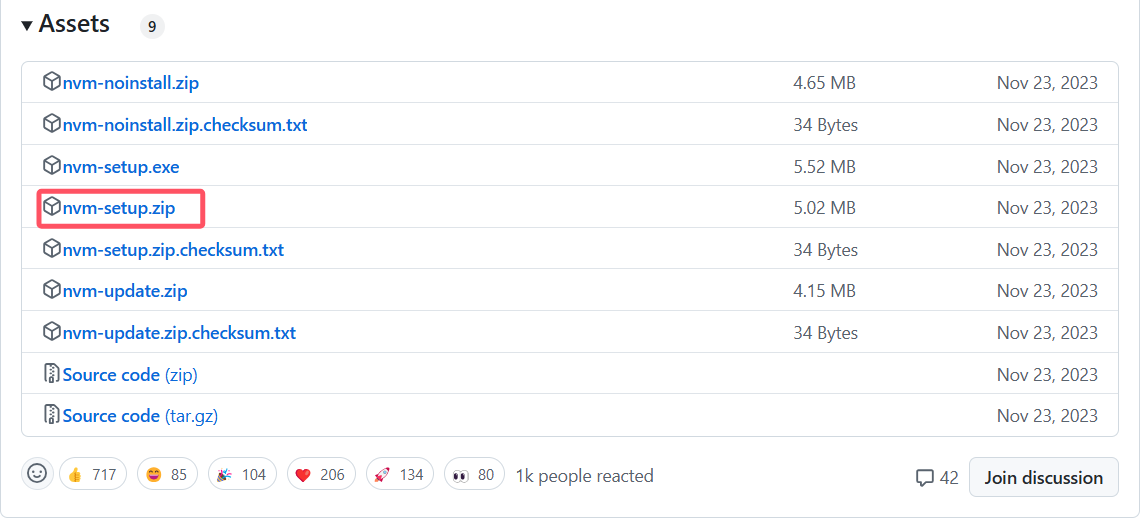 Assets 9
nvm-noinstall.zip 4.65 MB Nov 23, 2023
nvm-noinstall.zip.checksum.txt 34 Bytes Nov 23, 2023
nvm-setup.exe 5.52 MB Nov 23, 2023
nvm-setup.zip 5.02 MB Nov 23, 2023
nvm-setup.zip.checksum.txt 34 Bytes Nov 23, 2023
nvm-update.zip 4.15 MB Nov 23, 2023
nvm-update.zip.checksum.txt 34 Bytes Nov 23, 2023
Source code (zip) Nov 23, 2023
Source code (tar.gz) Nov 23, 2023
717 85 104 206 134 80 1k people reacted 42 Join discussion